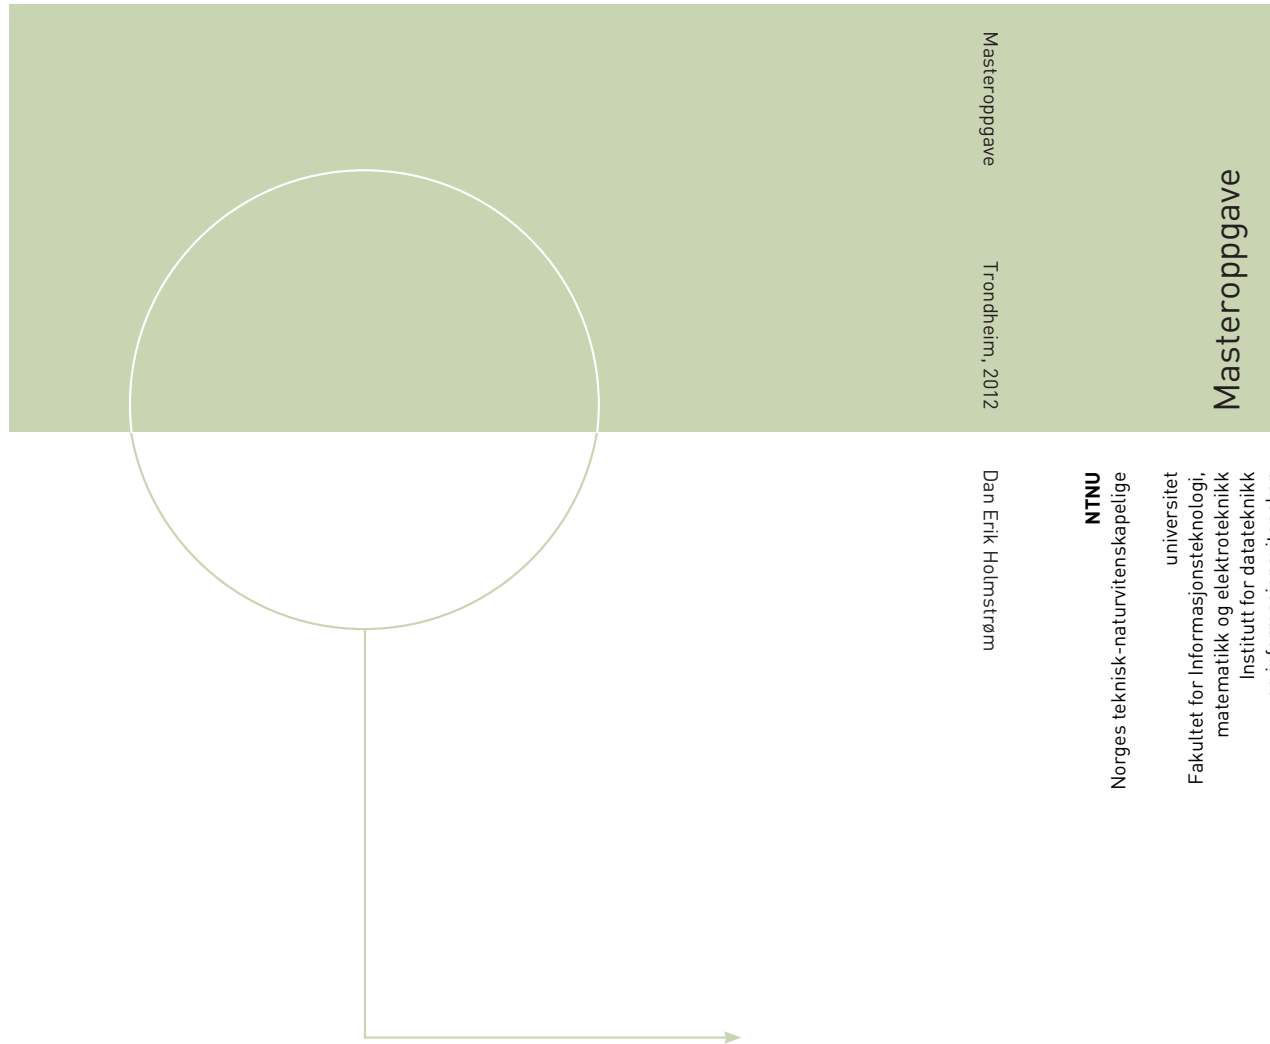 Masteroppgave
Trondheim, 2012
Dan Erik Holmstrøm
Masteroppgave
NTNU
Norges teknisk-naturvitenskapelige
universitet
Fakultet for Informasjonsteknologi,
matematikk og elektroteknikk
Institutt for datateknikk